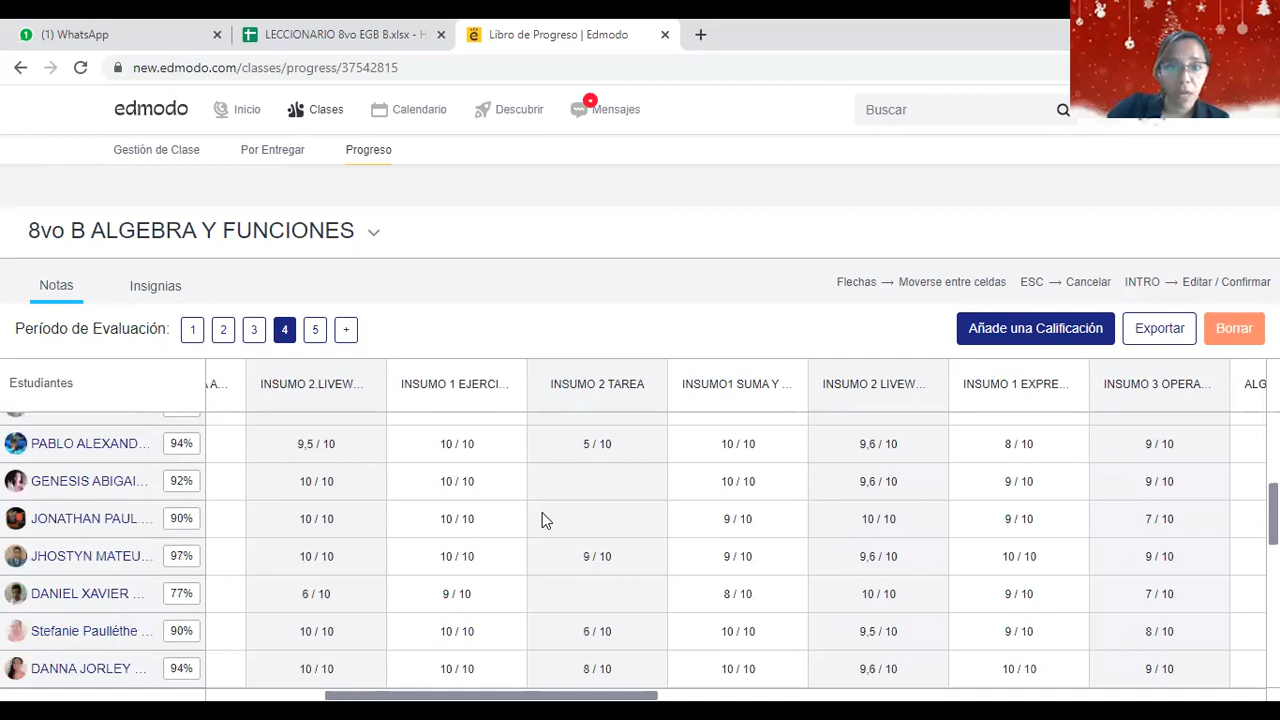 (1) WhatsApp
LECCIONARIO 8vo EGB B.xlsx - H
Libro de Progreso | Edmodo
new.edmodo.com/classes/progress/37542815
edmodo Inicio Clases Calendario Descubrir Mensajes Buscar
Gestión de Clase Por Entregar Progreso
8vo B ALGEBRA Y FUNCIONES
Notas Insignias Flechas → Moverse entre celdas ESC → Cancelar INTRO → Editar / Confirmar
Período de Evaluación: 1 2 3 4 5 + Añade una Calificación Exportar Borrar
Estudiantes A A... INSUMO 2.LIVEW... INSUMO 1 EJERCI... INSUMO 2 TAREA INSUMO1 SUMA Y ... INSUMO 2 LIVEW... INSUMO 1 EXPRE... INSUMO 3 OPERA... ALG
PABLO ALEXAND... 94% 9,5 / 10 10 / 10 5 / 10 10 / 10 9,6 / 10 8 / 10 9 / 10
GENESIS ABIGAI... 92% 10 / 10 10 / 10 10 / 10 9,6 / 10 9 / 10 9 / 10
JONATHAN PAUL... 90% 10 / 10 10 / 10 9 / 10 10 / 10 9 / 10 7 / 10
JHOSTYN MATEU... 97% 10 / 10 10 / 10 9 / 10 9 / 10 9,6 / 10 10 / 10 9 / 10
DANIEL XAVIER ... 77% 6 / 10 9 / 10 8 / 10 10 / 10 9 / 10 7 / 10
Stefanie Paulléthe ... 90% 10 / 10 10 / 10 6 / 10 10 / 10 9,5 / 10 9 / 10 8 / 10
DANNA JORLEY ... 94% 10 / 10 10 / 10 8 / 10 10 / 10 9,6 / 10 10 / 10 9 / 10